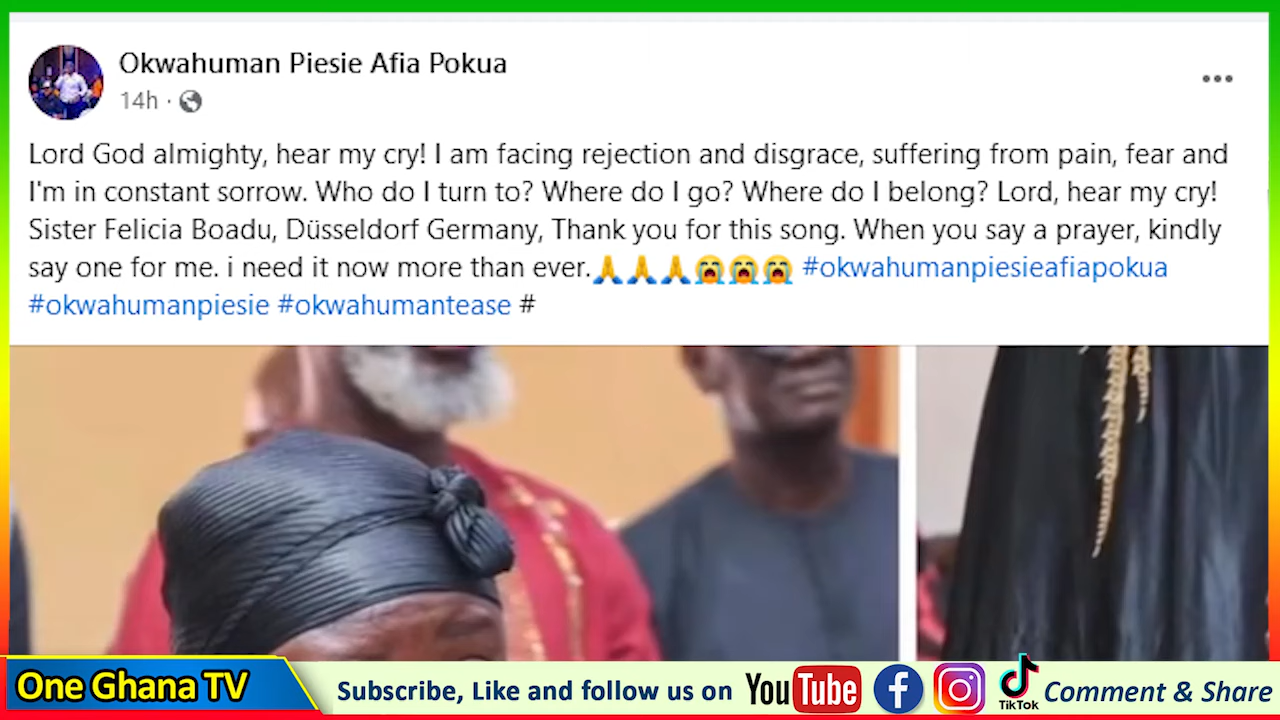 Okwahuman Piesie Afia Pokua
14h ·
Lord God almighty, hear my cry! I am facing rejection and disgrace, suffering from pain, fear and
I'm in constant sorrow. Who do I turn to? Where do I go? Where do I belong? Lord, hear my cry!
Sister Felicia Boadu, Düsseldorf Germany, Thank you for this song. When you say a prayer, kindly
say one for me. i need it now more than ever.🙏🙏🙏😭😭😭 #okwahumanpiesieafiapokua
#okwahumanpiesie #okwahumantease #
One Ghana TV
Subscribe, Like and follow us on YouTube TikTok Comment & Share